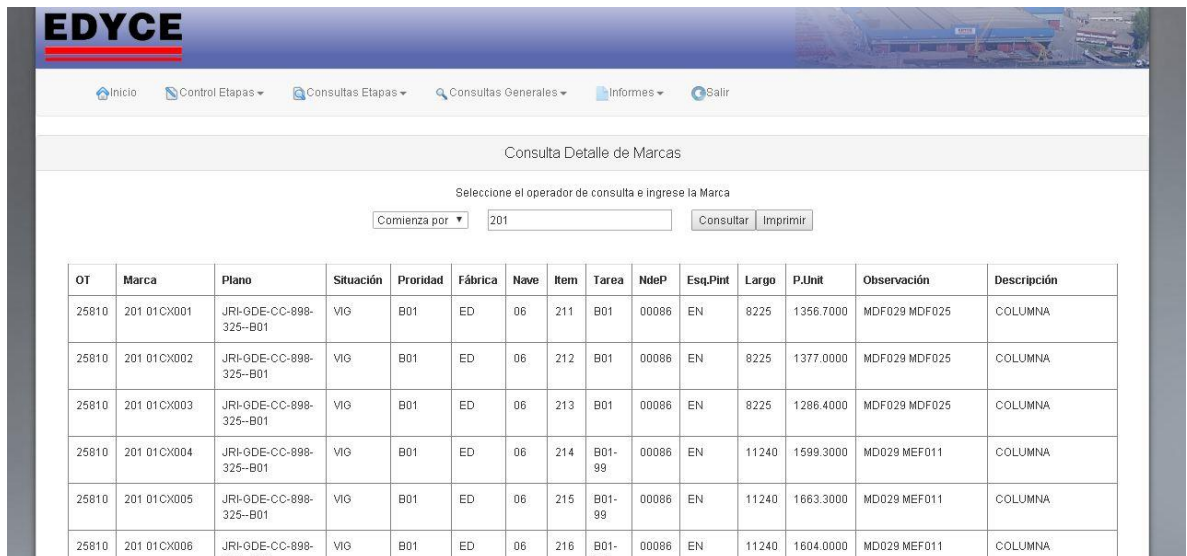 EDYCE
Inicio Control Etapas Consultas Etapas Consultas Generales Informes Salir
Consulta Detalle de Marcas
Seleccione el operador de consulta e ingrese la Marca
Comienza por 201 Consultar Imprimir
OT Marca Plano Situación Proridad Fábrica Nave Item Tarea NdeP Esq.Pint Largo P.Unit Observación Descripción
25810 201 01CX001 JRI-GDE-CC-898- VIG B01 ED 06 211 B01 00086 EN 8225 1356.7000 MDF029 MDF025 COLUMNA
325--B01
25810 201 01CX002 JRI-GDE-CC-898- VIG B01 ED 06 212 B01 00086 EN 8225 1377.0000 MDF029 MDF025 COLUMNA
325--B01
25810 201 01CX003 JRI-GDE-CC-898- VIG B01 ED 06 213 B01 00086 EN 8225 1286.4000 MDF029 MDF025 COLUMNA
325--B01
25810 201 01CX004 JRI-GDE-CC-898- VIG B01 ED 06 214 B01- 00086 EN 11240 1599.3000 MD029 MEF011 COLUMNA
325--B01 99
25810 201 01CX005 JRI-GDE-CC-898- VIG B01 ED 06 215 B01- 00086 EN 11240 1663.3000 MD029 MEF011 COLUMNA
325--B01 99
25810 201 01CX006 JRI-GDE-CC-898- VIG B01 ED 06 216 B01- 00086 EN 11240 1604.0000 MD029 MEF011 COLUMNA